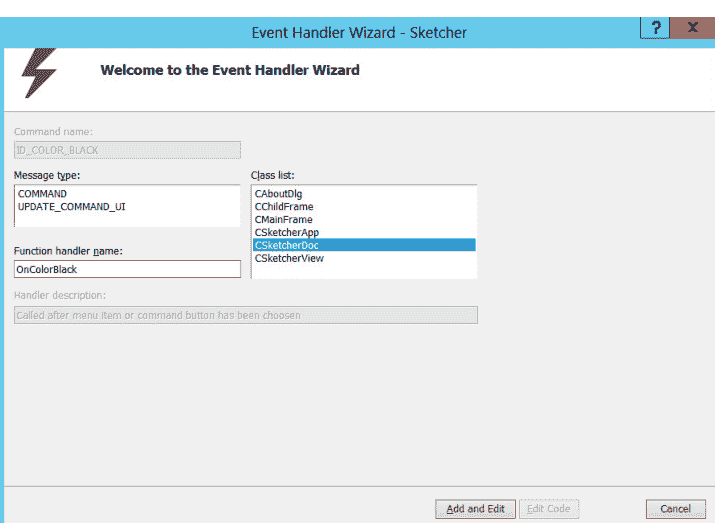 Event Handler Wizard - Sketcher
? X
Welcome to the Event Handler Wizard
Command name:
ID_COLOR_BLACK
Message type:
COMMAND
UPDATE_COMMAND_UI
Class list:
CAboutDlg
CChildFrame
CMainFrame
CSketcherApp
CSketcherDoc
CSketcherView
Function handler name:
OnColorBlack
Handler description:
Called after menu item or command button has been choosen
Add and Edit
Edit Code
Cancel